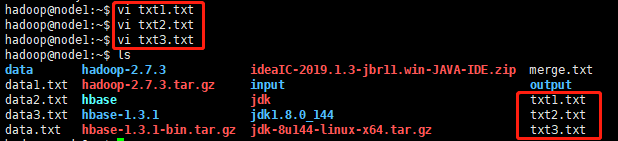 hadoop@node1:~$ vi txt1.txt
hadoop@node1:~$ vi txt2.txt
hadoop@node1:~$ vi txt3.txt
hadoop@node1:~$ ls
data hadoop-2.7.3 ideaIC-2019.1.3-jbr11.win-JAVA-IDE.zip merge.txt
data1.txt hadoop-2.7.3.tar.gz input output
data2.txt hbase jdk txt1.txt
data3.txt hbase-1.3.1 jdk1.8.0_144 txt2.txt
data.txt hbase-1.3.1-bin.tar.gz jdk-8u144-linux-x64.tar.gz txt3.txt